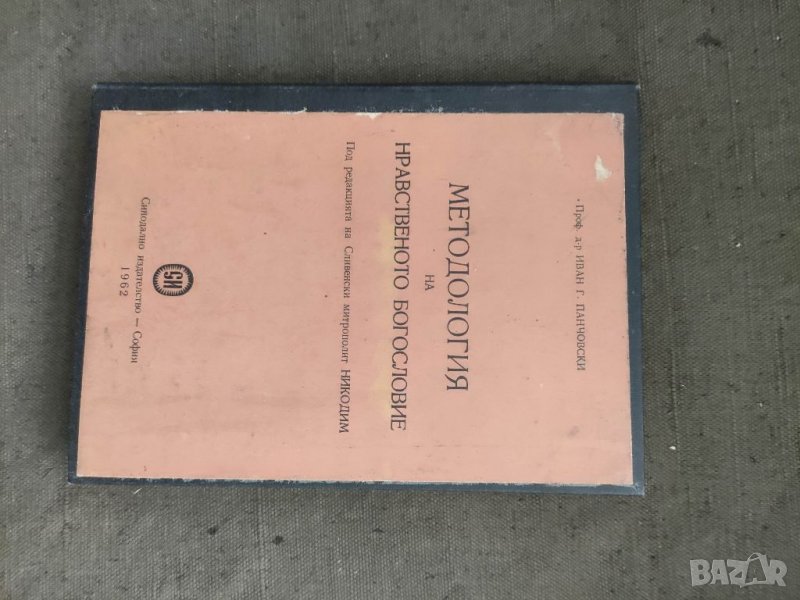 Проф. д-р ИВАН Г. ПАНЧОВСКИ
МЕТОДОЛОГИЯ
НА
НРАВСТВЕНОТО БОГОСЛОВИЕ
Под редакцията на Сливенски митрополит НИКОДИМ
СИ
Синодално издателство — София
1962
BAZAR